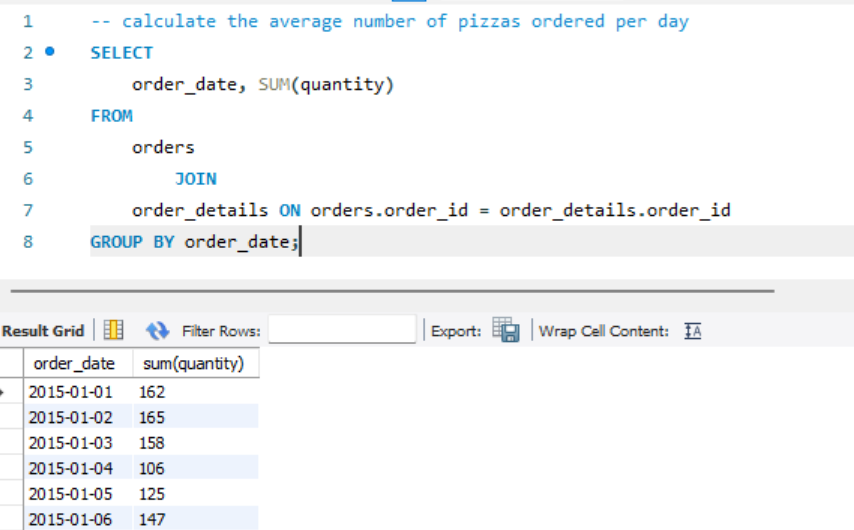 1 -- calculate the average number of pizzas ordered per day
2 SELECT
3 order_date, SUM(quantity)
4 FROM
5 orders
6 JOIN
7 order_details ON orders.order_id = order_details.order_id
8 GROUP BY order_date;
Result Grid Filter Rows: Export: Wrap Cell Content: IA
order_date sum(quantity)
2015-01-01 162
2015-01-02 165
2015-01-03 158
2015-01-04 106
2015-01-05 125
2015-01-06 147